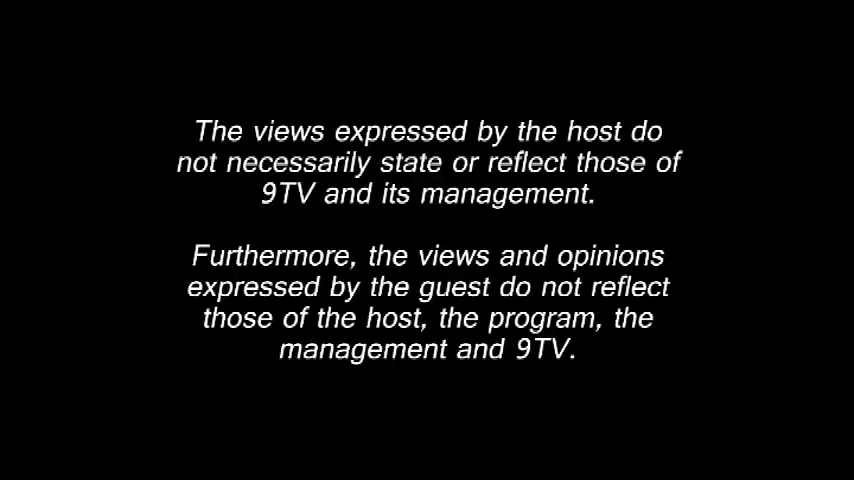 The views expressed by the host do
not necessarily state or reflect those of
9TV and its management.
Furthermore, the views and opinions
expressed by the guest do not reflect
those of the host, the program, the
management and 9TV.